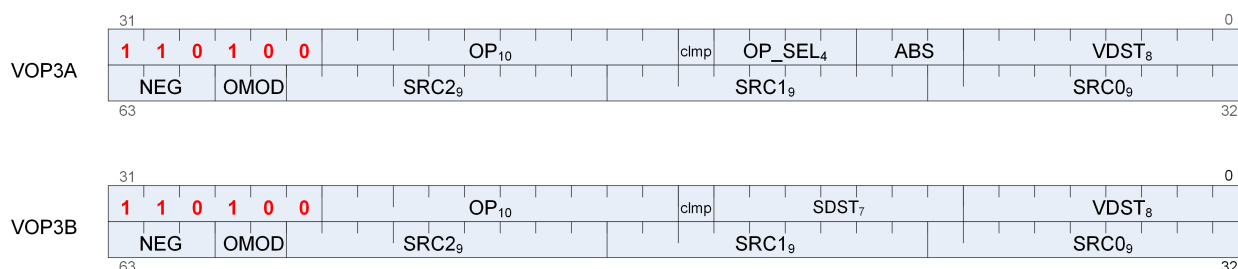 31 0
VOP3A
1 1 0 1 0 0 OP10 clmp OP_SEL4 ABS VDST8
NEG OMOD SRC29 SRC19 SRC09
63 32
31 0
VOP3B
1 1 0 1 0 0 OP10 clmp SDST7 VDST8
NEG OMOD SRC29 SRC19 SRC09
63 32